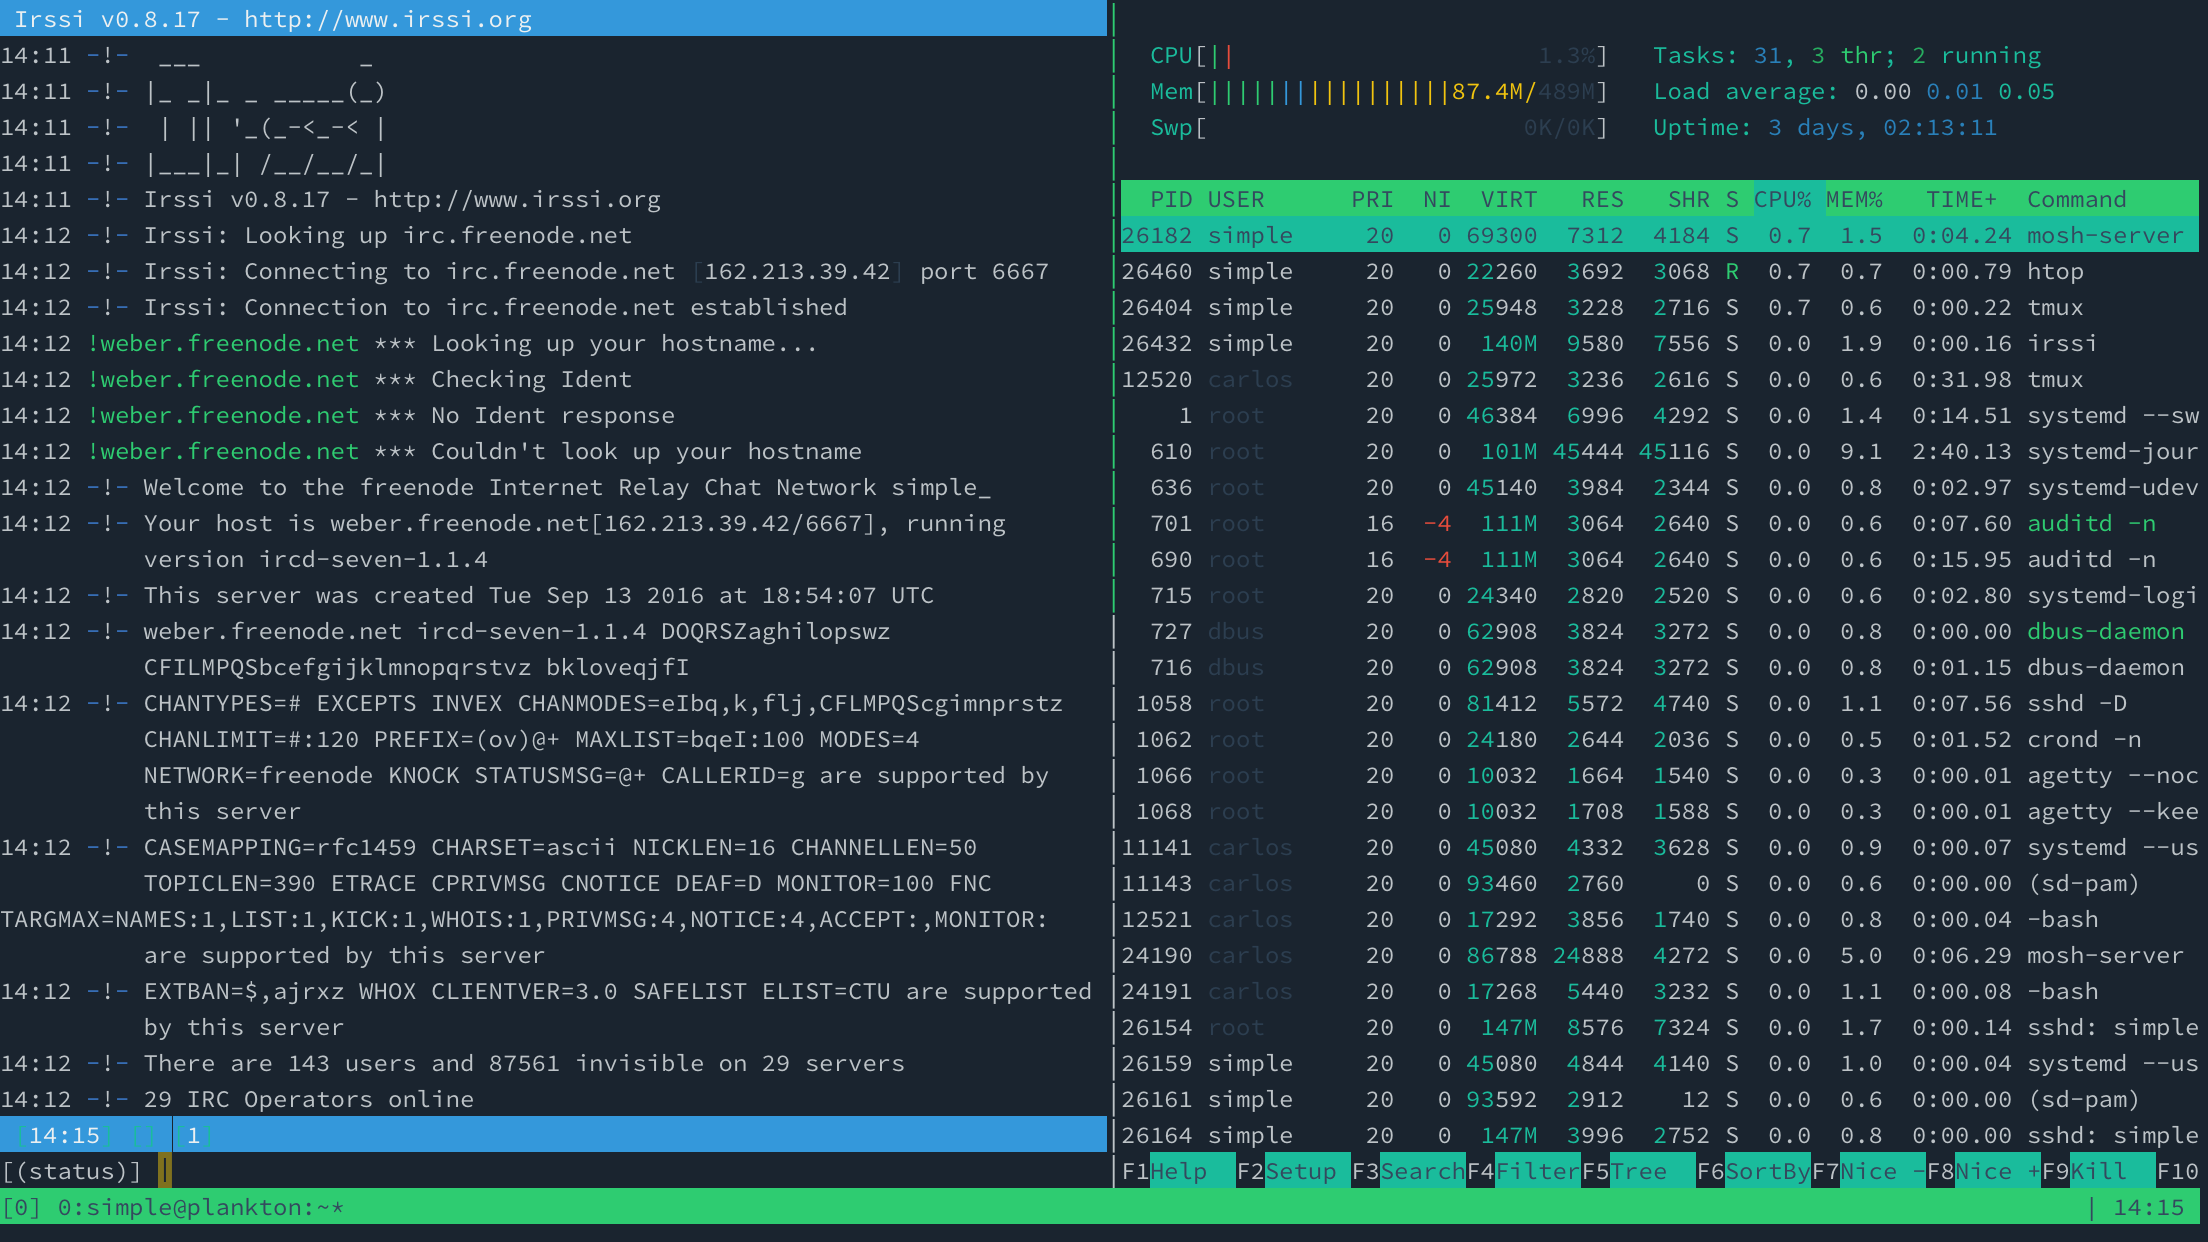 Irssi v0.8.17 - http://www.irssi.org
14:11 -!-  ___           _
14:11 -!- |_ _|_ _ _____(_)
14:11 -!-  | || '_(_-<_-< |
14:11 -!- |___|_| /__/__/_|
14:11 -!- Irssi v0.8.17 - http://www.irssi.org
14:12 -!- Irssi: Looking up irc.freenode.net
14:12 -!- Irssi: Connecting to irc.freenode.net [162.213.39.42] port 6667
14:12 -!- Irssi: Connection to irc.freenode.net established
14:12 !weber.freenode.net *** Looking up your hostname...
14:12 !weber.freenode.net *** Checking Ident
14:12 !weber.freenode.net *** No Ident response
14:12 !weber.freenode.net *** Couldn't look up your hostname
14:12 -!- Welcome to the freenode Internet Relay Chat Network simple_
14:12 -!- Your host is weber.freenode.net[162.213.39.42/6667], running
version ircd-seven-1.1.4
14:12 -!- This server was created Tue Sep 13 2016 at 18:54:07 UTC
14:12 -!- weber.freenode.net ircd-seven-1.1.4 DOQRSZaghilopswz
CFILMPQSbcefgijklmnopqrstvz bkloveqjfI
14:12 -!- CHANTYPES=# EXCEPTS INVEX CHANMODES=eIbq,k,flj,CFLMPQScgimnprstz
CHANLIMIT=#:120 PREFIX=(ov)@+ MAXLIST=bqeI:100 MODES=4
NETWORK=freenode KNOCK STATUSMSG=@+ CALLERID=g are supported by
this server
14:12 -!- CASEMAPPING=rfc1459 CHARSET=ascii NICKLEN=16 CHANNELLEN=50
TOPICLEN=390 ETRACE CPRIVMSG CNOTICE DEAF=D MONITOR=100 FNC
TARGMAX=NAMES:1,LIST:1,KICK:1,WHOIS:1,PRIVMSG:4,NOTICE:4,ACCEPT:,MONITOR:
are supported by this server
14:12 -!- EXTBAN=$,ajrxz WHOX CLIENTVER=3.0 SAFELIST ELIST=CTU are supported
by this server
14:12 -!- There are 143 users and 87561 invisible on 29 servers
14:12 -!- 29 IRC Operators online
[14:15] [] [1]
[(status)]
CPU[|| 1.3%] Tasks: 31, 3 thr; 2 running
Mem[|||||||||||||||||87.4M/489M] Load average: 0.00 0.01 0.05
Swp[ 0K/0K] Uptime: 3 days, 02:13:11
PID USER PRI NI VIRT RES SHR S CPU% MEM% TIME+ Command
26182 simple 20 0 69300 7312 4184 S 0.7 1.5 0:04.24 mosh-server
26460 simple 20 0 22260 3692 3068 R 0.7 0.7 0:00.79 htop
26404 simple 20 0 25948 3228 2716 S 0.7 0.6 0:00.22 tmux
26432 simple 20 0 140M 9580 7556 S 0.0 1.9 0:00.16 irssi
12520 carlos 20 0 25972 3236 2616 S 0.0 0.6 0:31.98 tmux
1 root 20 0 46384 6996 4292 S 0.0 1.4 0:14.51 systemd --sw
610 root 20 0 101M 45444 45116 S 0.0 9.1 2:40.13 systemd-jour
636 root 20 0 45140 3984 2344 S 0.0 0.8 0:02.97 systemd-udev
701 root 16 -4 111M 3064 2640 S 0.0 0.6 0:07.60 auditd -n
690 root 16 -4 111M 3064 2640 S 0.0 0.6 0:15.95 auditd -n
715 root 20 0 24340 2820 2520 S 0.0 0.6 0:02.80 systemd-logi
727 dbus 20 0 62908 3824 3272 S 0.0 0.8 0:00.00 dbus-daemon
716 dbus 20 0 62908 3824 3272 S 0.0 0.8 0:01.15 dbus-daemon
1058 root 20 0 81412 5572 4740 S 0.0 1.1 0:07.56 sshd -D
1062 root 20 0 24180 2644 2036 S 0.0 0.5 0:01.52 crond -n
1066 root 20 0 10032 1664 1540 S 0.0 0.3 0:00.01 agetty --noc
1068 root 20 0 10032 1708 1588 S 0.0 0.3 0:00.01 agetty --kee
11141 carlos 20 0 45080 4332 3628 S 0.0 0.9 0:00.07 systemd --us
11143 carlos 20 0 93460 2760 0 S 0.0 0.6 0:00.00 (sd-pam)
12521 carlos 20 0 17292 3856 1740 S 0.0 0.8 0:00.04 -bash
24190 carlos 20 0 86788 24888 4272 S 0.0 5.0 0:06.29 mosh-server
24191 carlos 20 0 17268 5440 3232 S 0.0 1.1 0:00.08 -bash
26154 root 20 0 147M 8576 7324 S 0.0 1.7 0:00.14 sshd: simple
26159 simple 20 0 45080 4844 4140 S 0.0 1.0 0:00.04 systemd --us
26161 simple 20 0 93592 2912 12 S 0.0 0.6 0:00.00 (sd-pam)
26164 simple 20 0 147M 3996 2752 S 0.0 0.8 0:00.00 sshd: simple
F1Help F2Setup F3SearchF4FilterF5Tree F6SortByF7Nice -F8Nice +F9Kill F10
[0] 0:simple@plankton:~* | 14:15